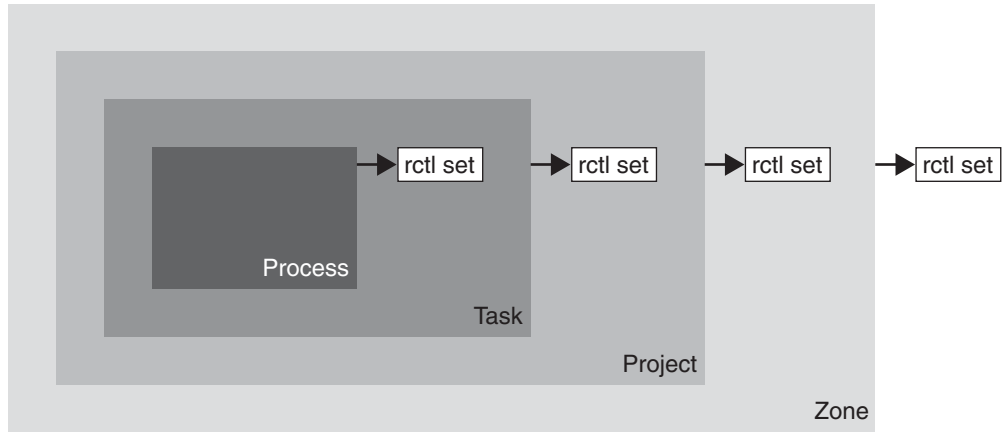 rctl set
rctl set
rctl set
rctl set
Process
Task
Project
Zone